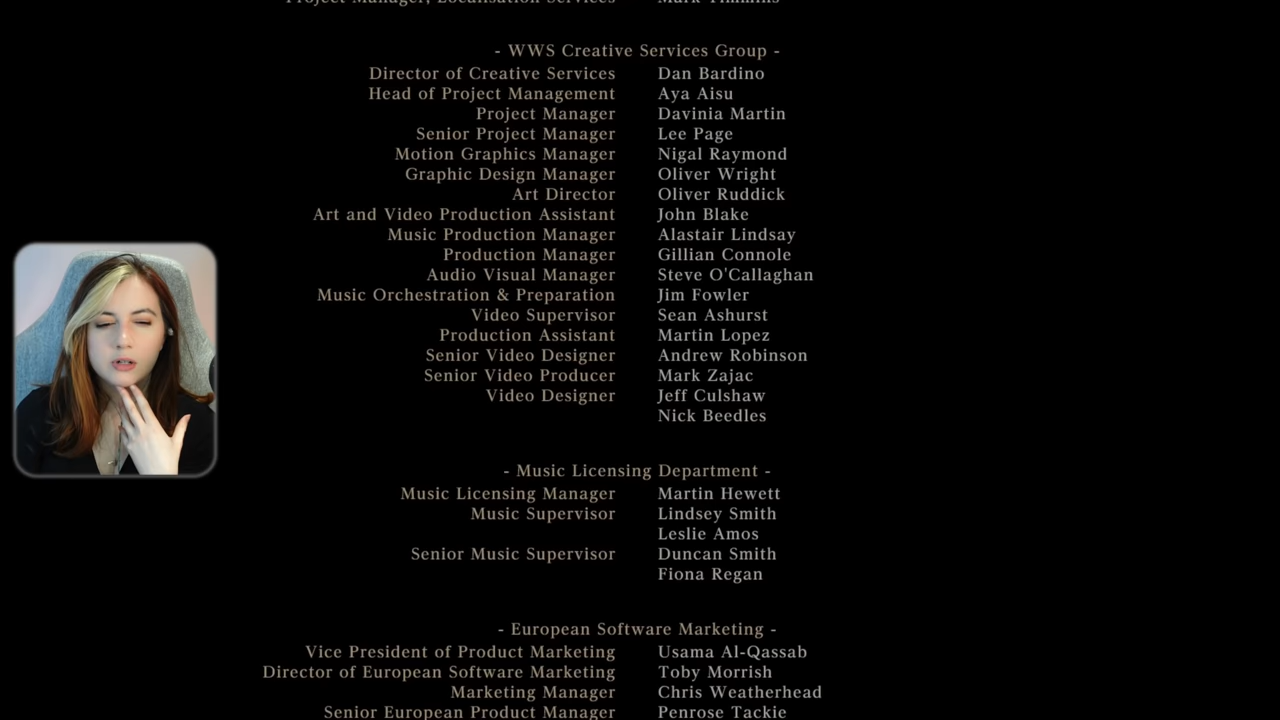 Project Manager, Localisation Services Mark Timmins
- WWS Creative Services Group -
Director of Creative Services Dan Bardino
Head of Project Management Aya Aisu
Project Manager Davinia Martin
Senior Project Manager Lee Page
Motion Graphics Manager Nigal Raymond
Graphic Design Manager Oliver Wright
Art Director Oliver Ruddick
Art and Video Production Assistant John Blake
Music Production Manager Alastair Lindsay
Production Manager Gillian Connole
Audio Visual Manager Steve O'Callaghan
Music Orchestration & Preparation Jim Fowler
Video Supervisor Sean Ashurst
Production Assistant Martin Lopez
Senior Video Designer Andrew Robinson
Senior Video Producer Mark Zajac
Video Designer Jeff Culshaw
Nick Beedles
- Music Licensing Department -
Music Licensing Manager Martin Hewett
Music Supervisor Lindsey Smith
Leslie Amos
Senior Music Supervisor Duncan Smith
Fiona Regan
- European Software Marketing -
Vice President of Product Marketing Usama Al-Qassab
Director of European Software Marketing Toby Morrish
Marketing Manager Chris Weatherhead
Senior European Product Manager Penrose Tackie